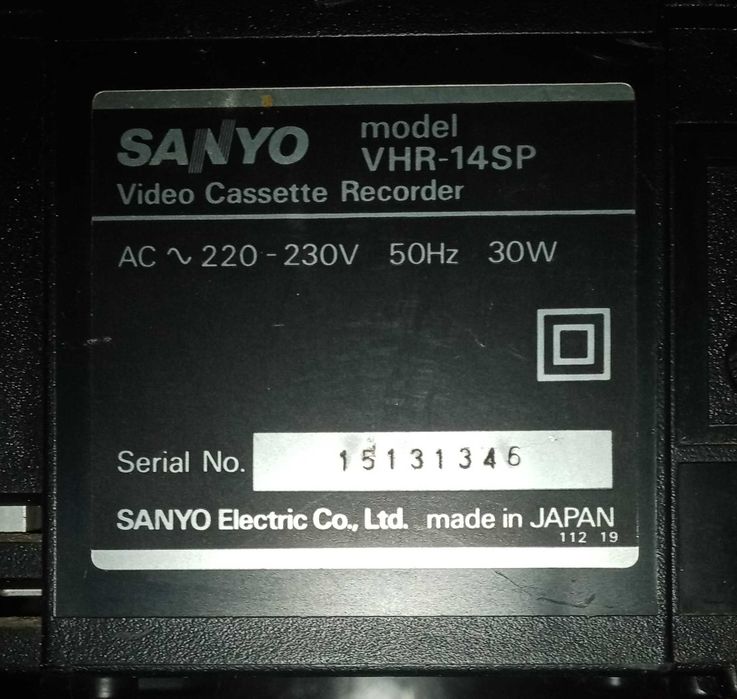 SANYO model
VHR-14SP
Video Cassette Recorder
AC ∿ 220-230V 50Hz 30W
Serial No. 15131346
SANYO Electric Co., Ltd. made in JAPAN
112 19